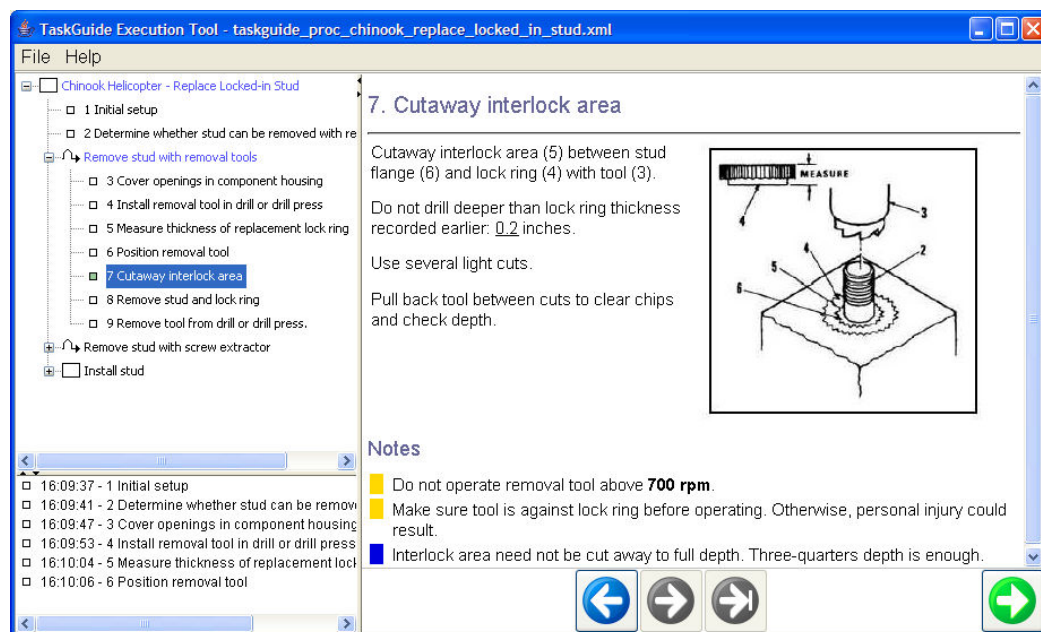 TaskGuide Execution Tool - taskguide_proc_chinook_replace_locked_in_stud.xml
File Help
Chinook Helicopter - Replace Locked-in Stud
1 Initial setup
2 Determine whether stud can be removed with re
Remove stud with removal tools
3 Cover openings in component housing
4 Install removal tool in drill or drill press
5 Measure thickness of replacement lock ring
6 Position removal tool
7 Cutaway interlock area
8 Remove stud and lock ring
9 Remove tool from drill or drill press.
Remove stud with screw extractor
Install stud
16:09:37 - 1 Initial setup
16:09:41 - 2 Determine whether stud can be remov
16:09:47 - 3 Cover openings in component housing
16:09:53 - 4 Install removal tool in drill or drill press
16:10:04 - 5 Measure thickness of replacement lock
16:10:06 - 6 Position removal tool
7. Cutaway interlock area
Cutaway interlock area (5) between stud
flange (6) and lock ring (4) with tool (3).
Do not drill deeper than lock ring thickness
recorded earlier: 0.2 inches.
Use several light cuts.
Pull back tool between cuts to clear chips
and check depth.
MEASURE
4
3
4
2
5
6
Notes
Do not operate removal tool above 700 rpm.
Make sure tool is against lock ring before operating. Otherwise, personal injury could
result.
Interlock area need not be cut away to full depth. Three-quarters depth is enough.